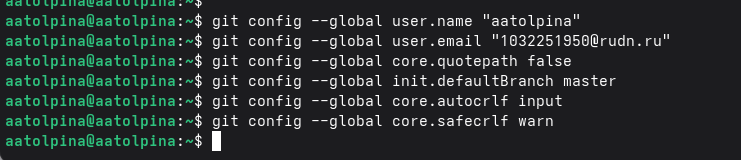 aatolpina@aatolpina:~$
aatolpina@aatolpina:~$ git config --global user.name "aatolpina"
aatolpina@aatolpina:~$ git config --global user.email "1032251950@rudn.ru"
aatolpina@aatolpina:~$ git config --global core.quotepath false
aatolpina@aatolpina:~$ git config --global init.defaultBranch master
aatolpina@aatolpina:~$ git config --global core.autocrlf input
aatolpina@aatolpina:~$ git config --global core.safecrlf warn
aatolpina@aatolpina:~$